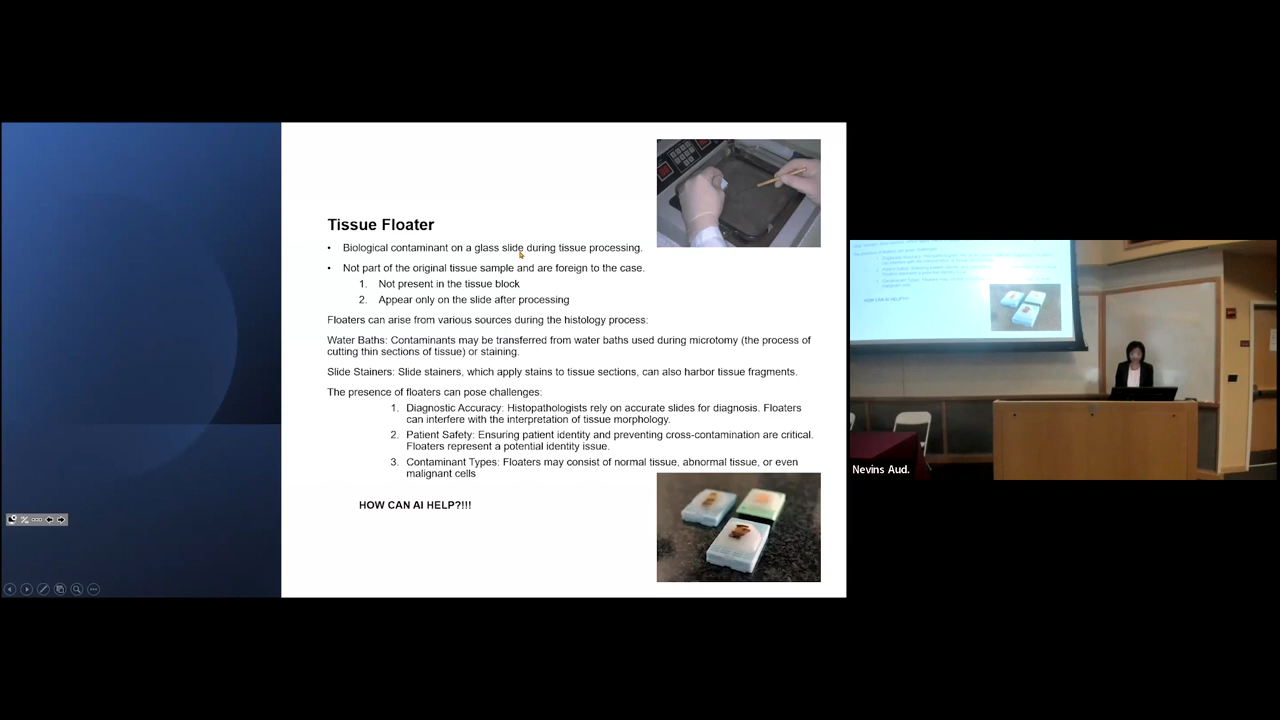 Tissue Floater
• Biological contaminant on a glass slide during tissue processing.
• Not part of the original tissue sample and are foreign to the case.
1. Not present in the tissue block
2. Appear only on the slide after processing
Floaters can arise from various sources during the histology process:
Water Baths: Contaminants may be transferred from water baths used during microtomy (the process of
cutting thin sections of tissue) or staining.
Slide Stainers: Slide stainers, which apply stains to tissue sections, can also harbor tissue fragments.
The presence of floaters can pose challenges:
1. Diagnostic Accuracy: Histopathologists rely on accurate slides for diagnosis. Floaters
can interfere with the interpretation of tissue morphology.
2. Patient Safety: Ensuring patient identity and preventing cross-contamination are critical.
Floaters represent a potential identity issue.
3. Contaminant Types: Floaters may consist of normal tissue, abnormal tissue, or even
malignant cells
HOW CAN AI HELP?!!!
HOW CAN AI HELP?!!!
Nevins Aud.